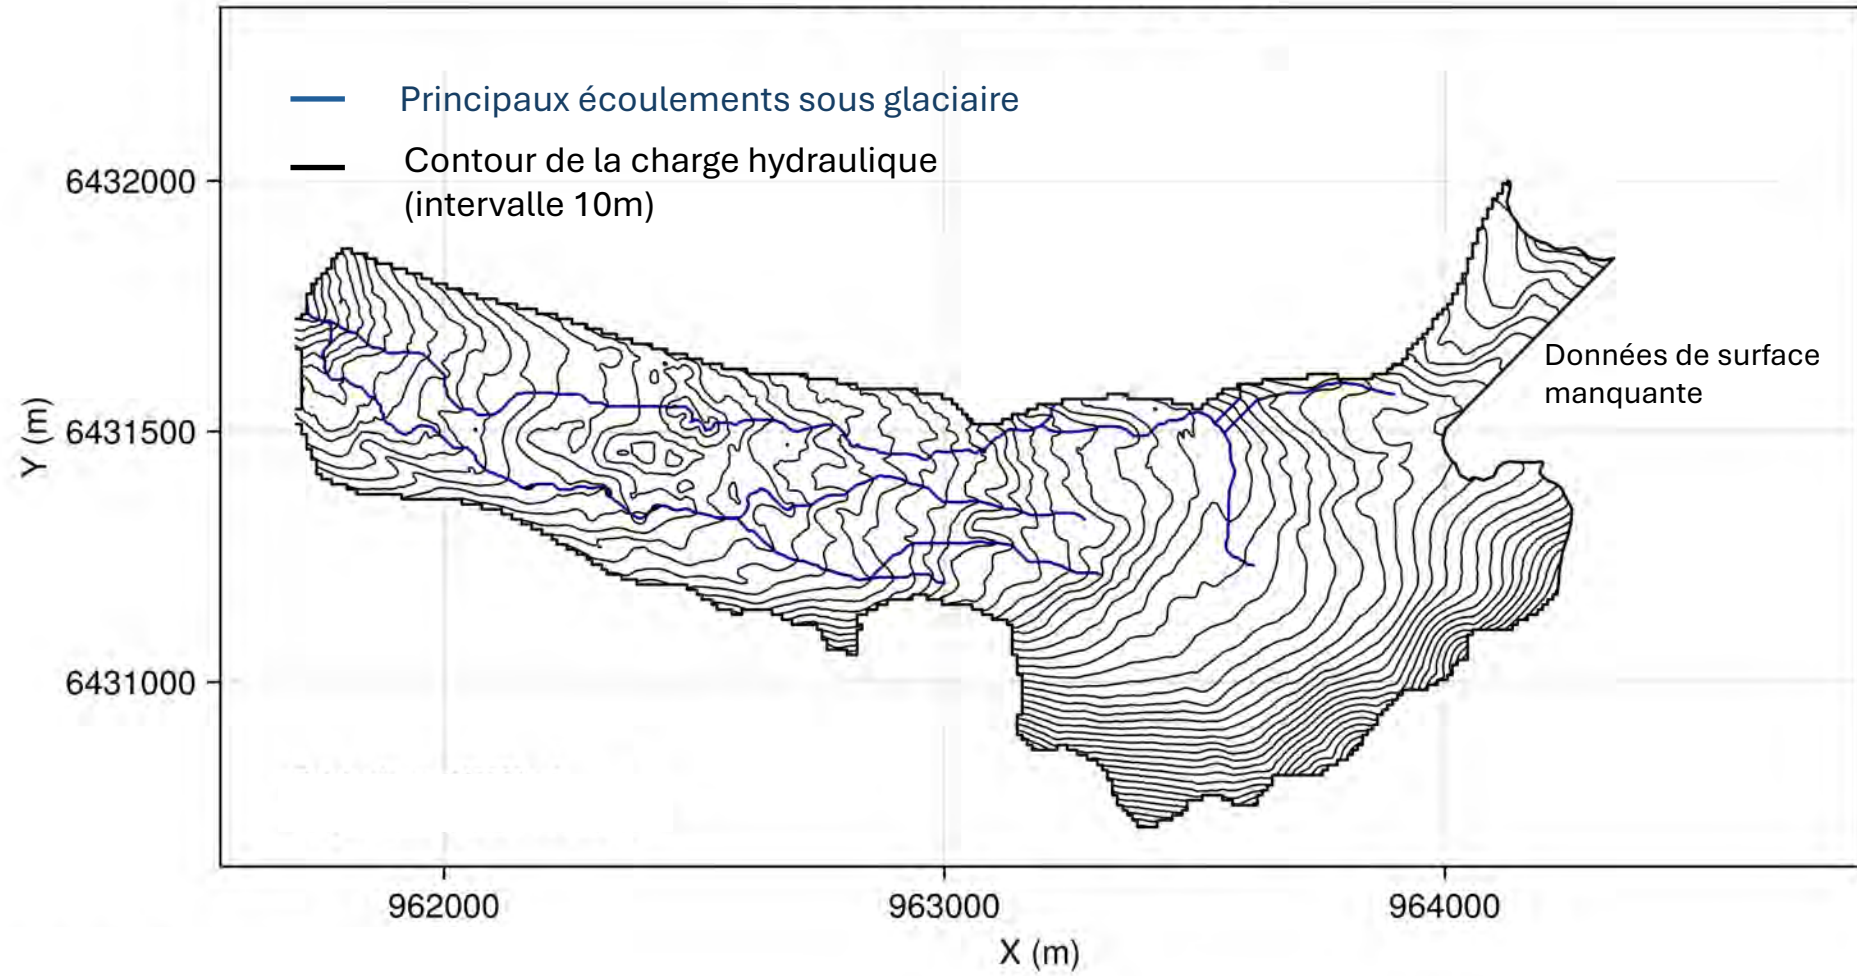 Principaux écoulements sous glaciaire
Contour de la charge hydraulique
(intervalle 10m)
6432000
Données de surface
manquante
6431500
Y (m)
6431000
962000
963000
964000
X (m)